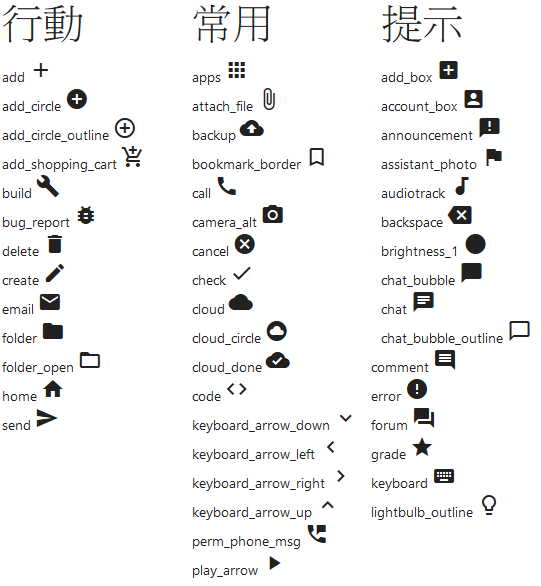 行動
add
add_circle
add_circle_outline
add_shopping_cart
build
bug_report
delete
create
email
folder
folder_open
home
send
常用
apps
attach_file
backup
bookmark_border
call
camera_alt
cancel
check
cloud
cloud_circle
cloud_done
code
keyboard_arrow_down
keyboard_arrow_left
keyboard_arrow_right
keyboard_arrow_up
perm_phone_msg
play_arrow
提示
add_box
account_box
announcement
assistant_photo
audiotrack
backspace
brightness_1
chat_bubble
chat
chat_bubble_outline
comment
error
forum
grade
keyboard
lightbulb_outline